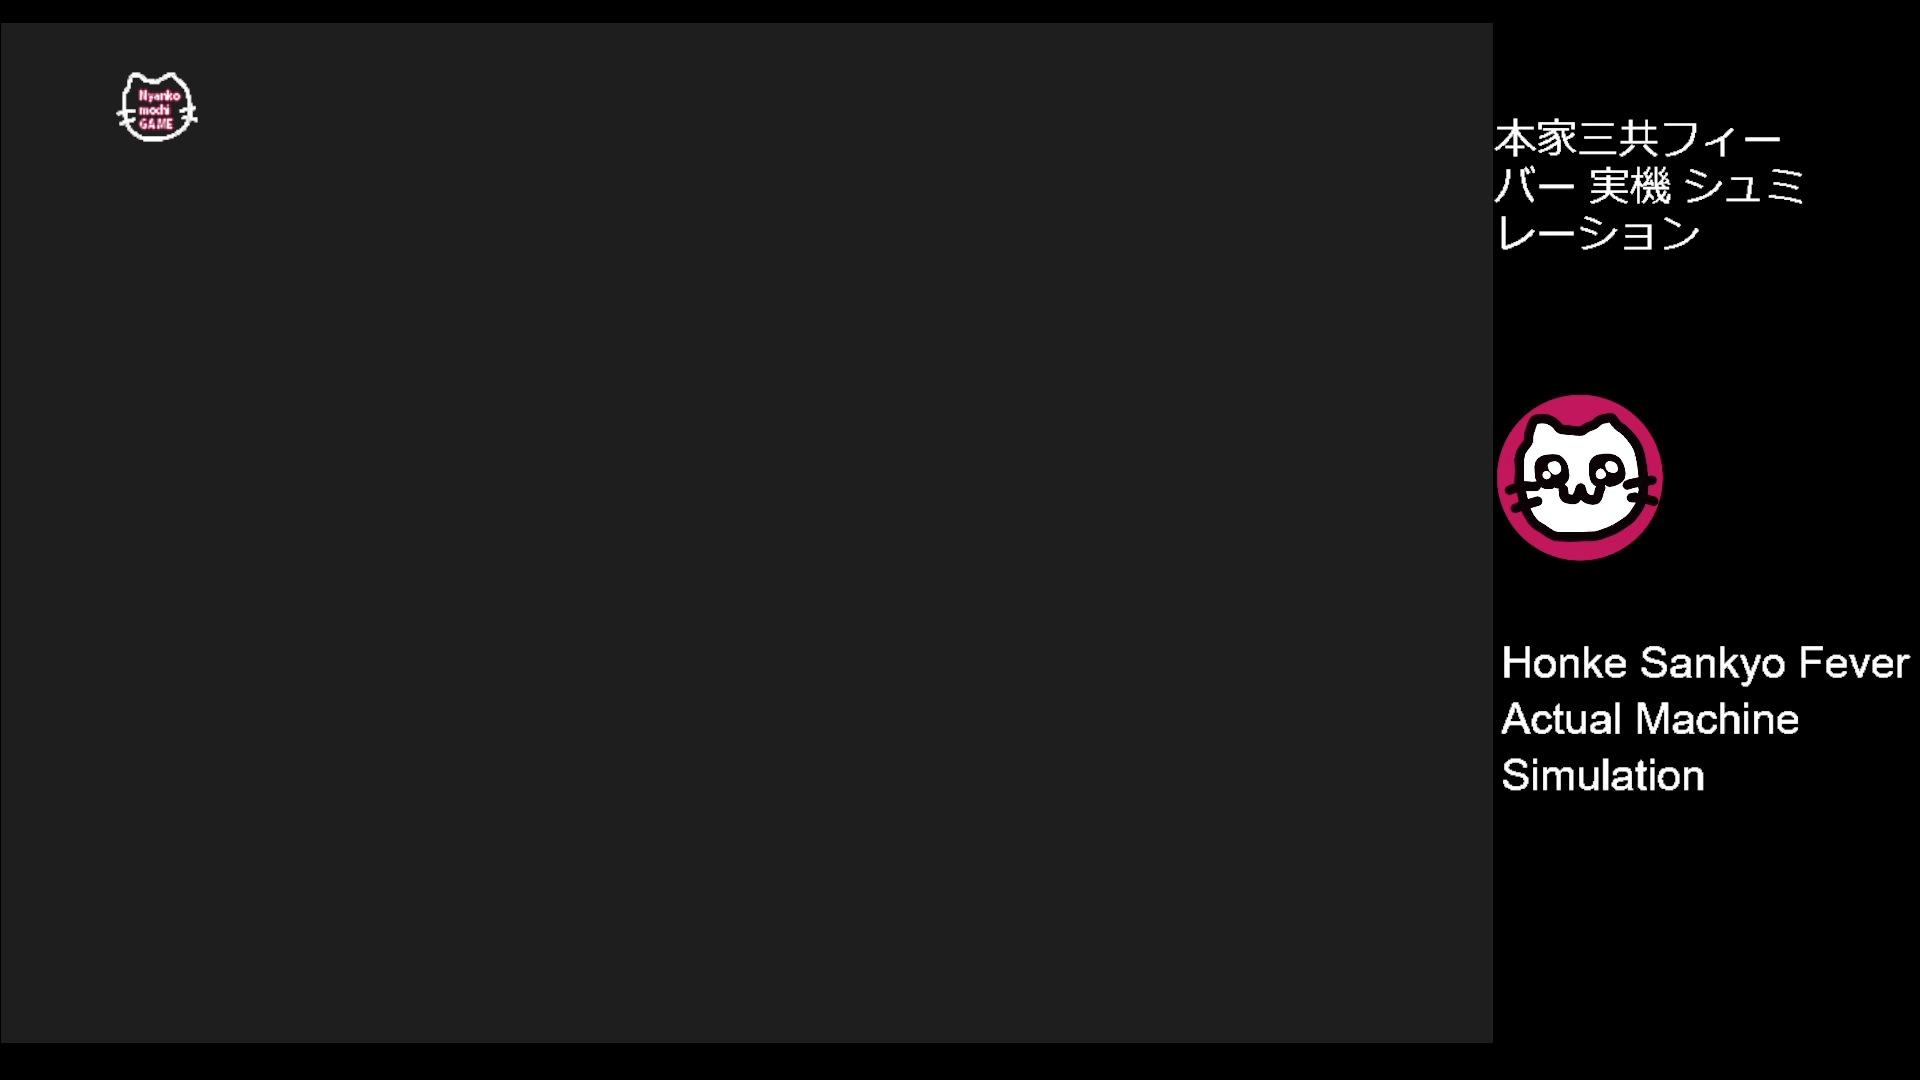 Nyanko
mochi
GAME
本家三共フィー
バー 実機 シュミ
レーション
Honke Sankyo Fever
Actual Machine
Simulation